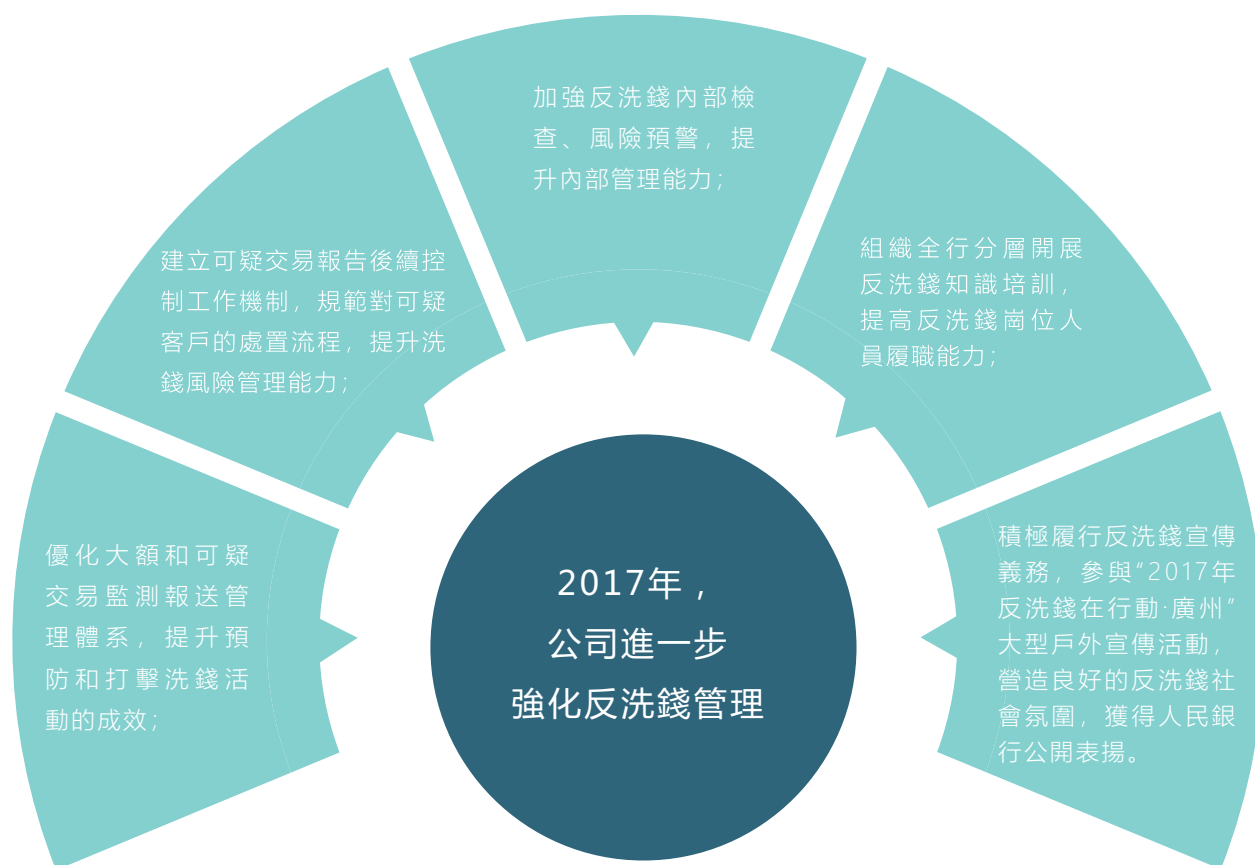 加強反洗錢內部檢
查、風險預警，提
升內部管理能力；
建立可疑交易報告後續控
制工作機制，規範對可疑
客戶的處置流程，提升洗
錢風險管理能力；
組織全行分層開展
反洗錢知識培訓，
提高反洗錢崗位人
員履職能力；
優化大額和可疑
交易監測報送管
理體系，提升預
防和打擊洗錢活
動的成效；
積極履行反洗錢宣傳
義務，參與“2017年
反洗錢在行動·廣州”
大型戶外宣傳活動，
營造良好的反洗錢社
會氛圍，獲得人民銀
行公開表揚。
2017年，
公司進一步
強化反洗錢管理